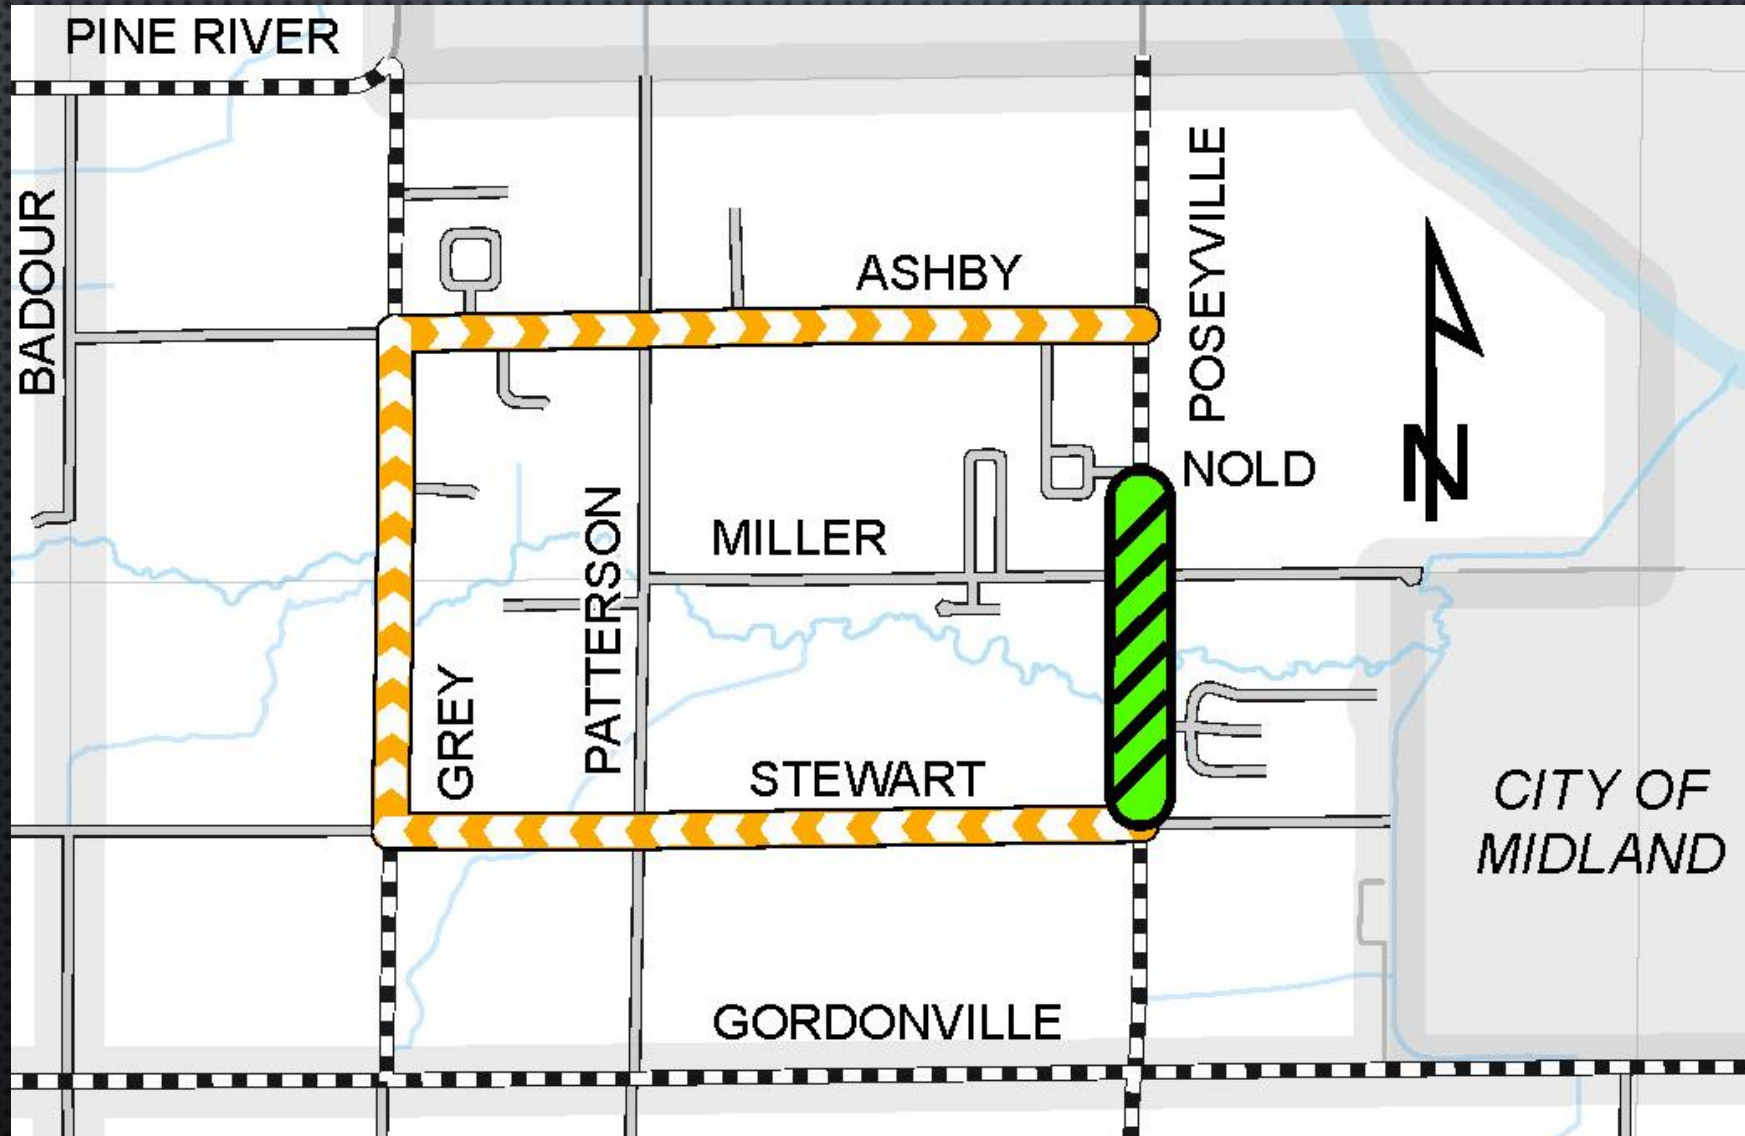 PINE RIVER
BADOUR
ASHBY
POSEYVILLE
NOLD
N
MILLER
PATTERSON
GREY
STEWART
CITY OF
MIDLAND
GORDONVILLE